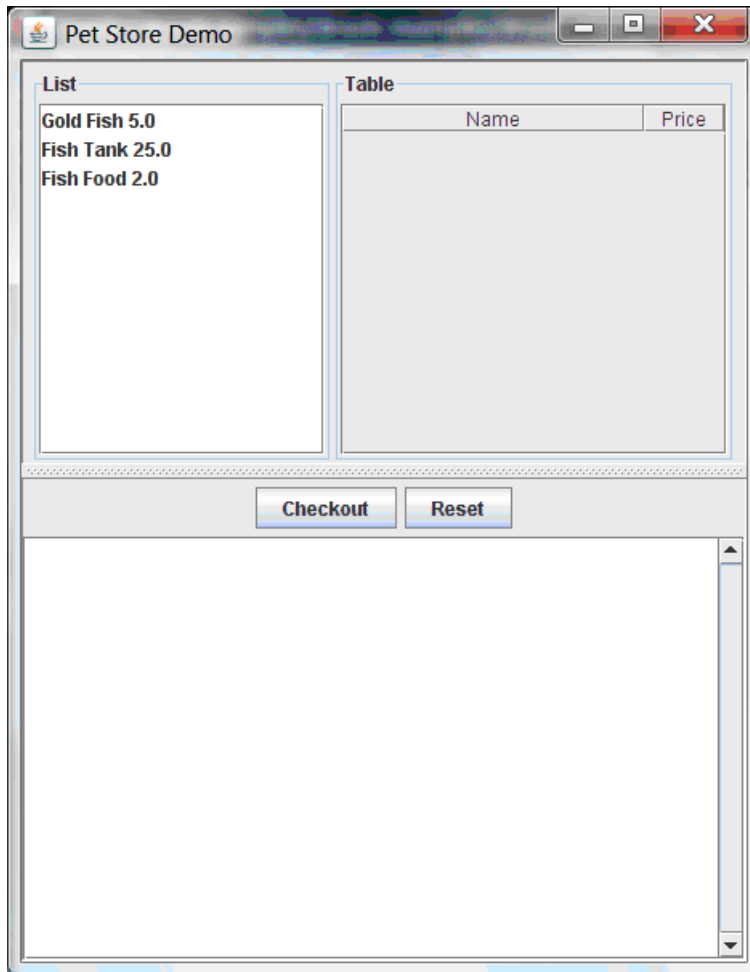 Pet Store Demo
List
Gold Fish 5.0
Fish Tank 25.0
Fish Food 2.0
Table
Name Price
Checkout Reset